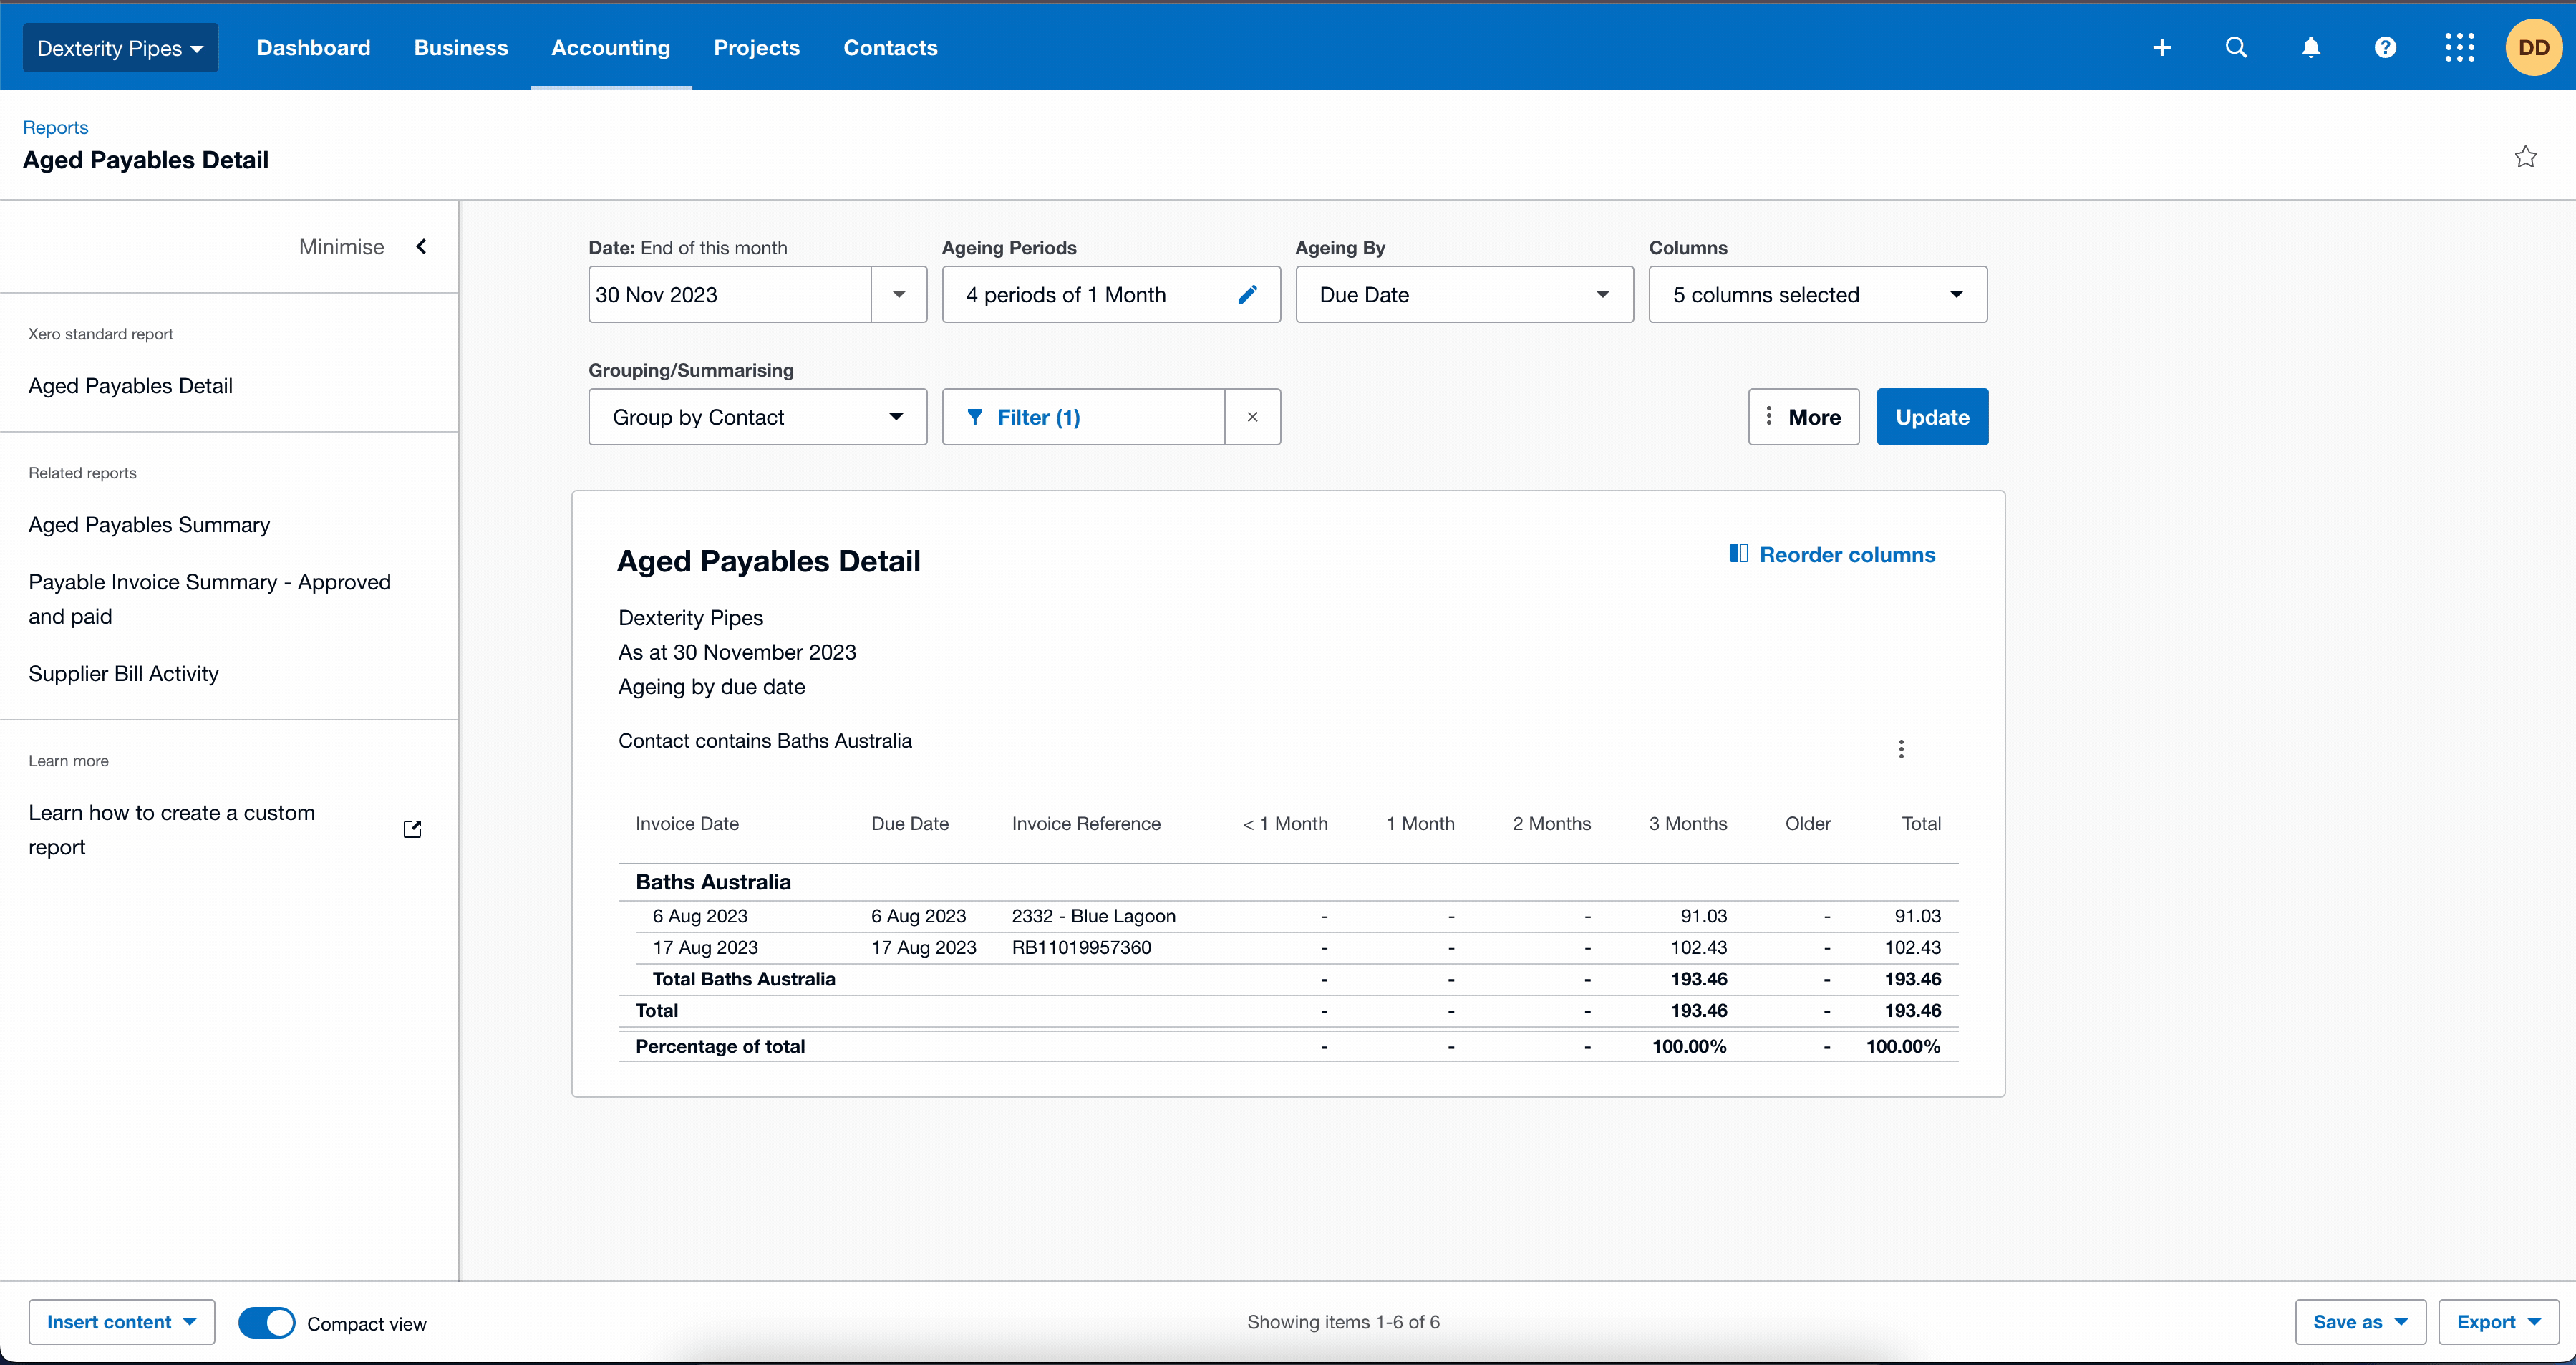 Dexterity Pipes Dashboard Business Accounting Projects Contacts DD
Reports
Aged Payables Detail
Minimise
Xero standard report
Aged Payables Detail
Related reports
Aged Payables Summary
Payable Invoice Summary - Approved
and paid
Supplier Bill Activity
Learn more
Learn how to create a custom
report
Date: End of this month Ageing Periods Ageing By Columns
30 Nov 2023 4 periods of 1 Month Due Date 5 columns selected
Grouping/Summarising
Group by Contact Filter (1) × More Update
Aged Payables Detail Reorder columns
Dexterity Pipes
As at 30 November 2023
Ageing by due date
Contact contains Baths Australia
Invoice Date Due Date Invoice Reference < 1 Month 1 Month 2 Months 3 Months Older Total
Baths Australia
6 Aug 2023 6 Aug 2023 2332 - Blue Lagoon - - - 91.03 - 91.03
17 Aug 2023 17 Aug 2023 RB11019957360 - - - 102.43 - 102.43
Total Baths Australia - - - 193.46 - 193.46
Total - - - 193.46 - 193.46
Percentage of total - - - 100.00% - 100.00%
Insert content Compact view Showing items 1-6 of 6 Save as Export